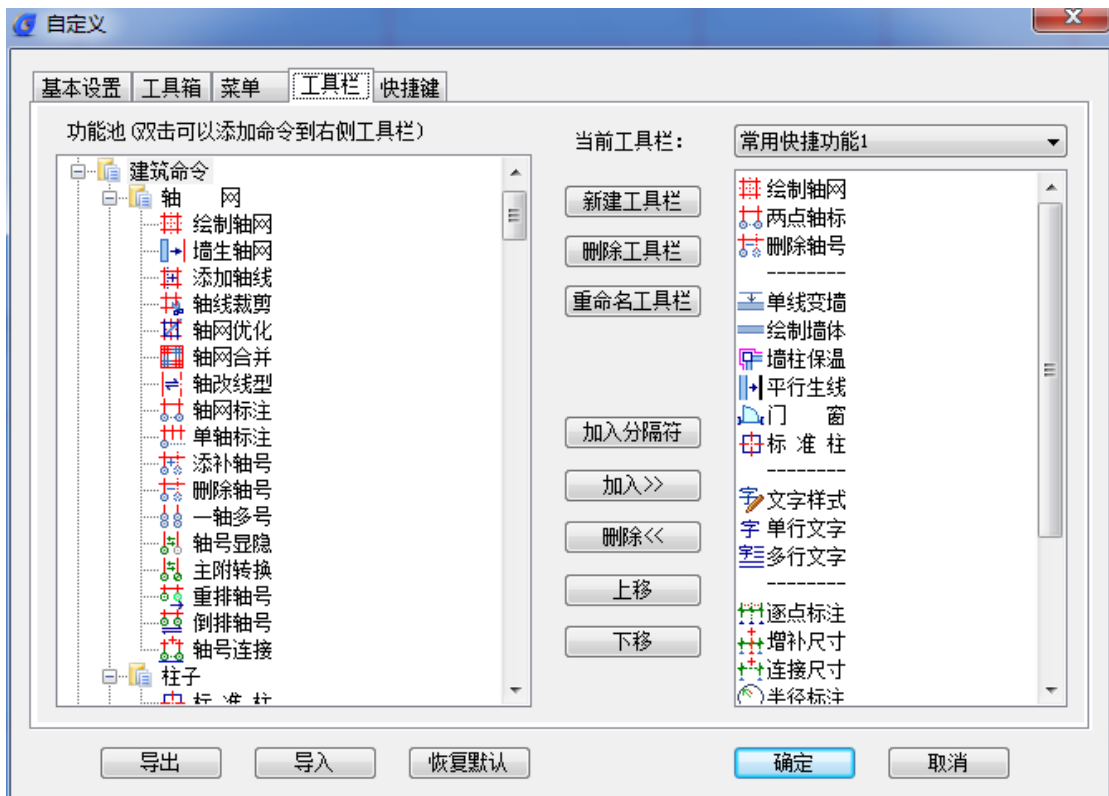 自定义
基本设置 工具箱 菜单 工具栏 快捷键
功能池(双击可以添加命令到右侧工具栏)
建筑命令
轴 网
绘制轴网
墙生轴网
添加轴线
轴线裁剪
轴网优化
轴网合并
轴改线型
轴网标注
单轴标注
添补轴号
删除轴号
一轴多号
轴号显隐
主附转换
重排轴号
倒排轴号
轴号连接
柱子
标 准 柱
当前工具栏:
新建工具栏
删除工具栏
重命名工具栏
加入分隔符
加入>>
删除<<
上移
下移
常用快捷功能1
绘制轴网
两点轴标
删除轴号
--------
单线变墙
绘制墙体
墙柱保温
平行生线
门 窗
标 准 柱
--------
文字样式
单行文字
多行文字
--------
逐点标注
增补尺寸
连接尺寸
半径标注
导出 导入 恢复默认 确定 取消